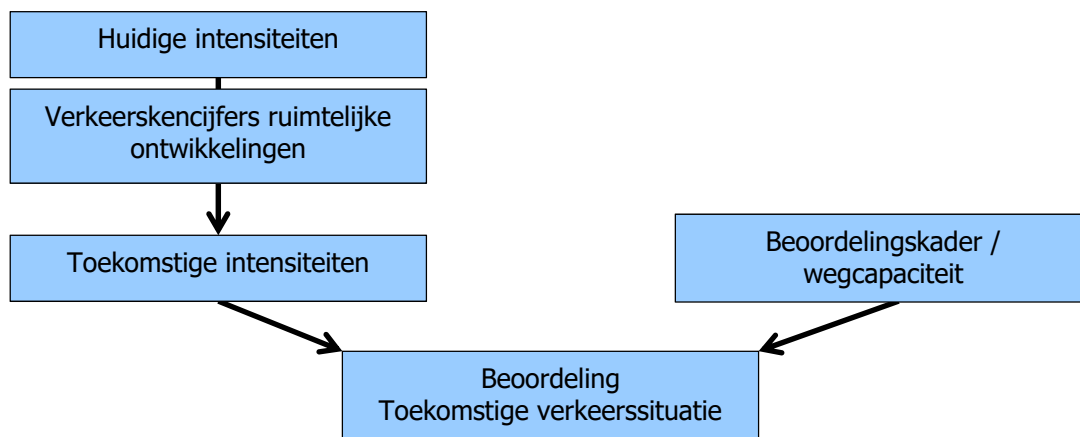 Huidige intensiteiten
Verkeerskencijfers ruimtelijke
ontwikkelingen
Toekomstige intensiteiten
Beoordelingskader /
wegcapaciteit
Beoordeling
Toekomstige verkeerssituatie